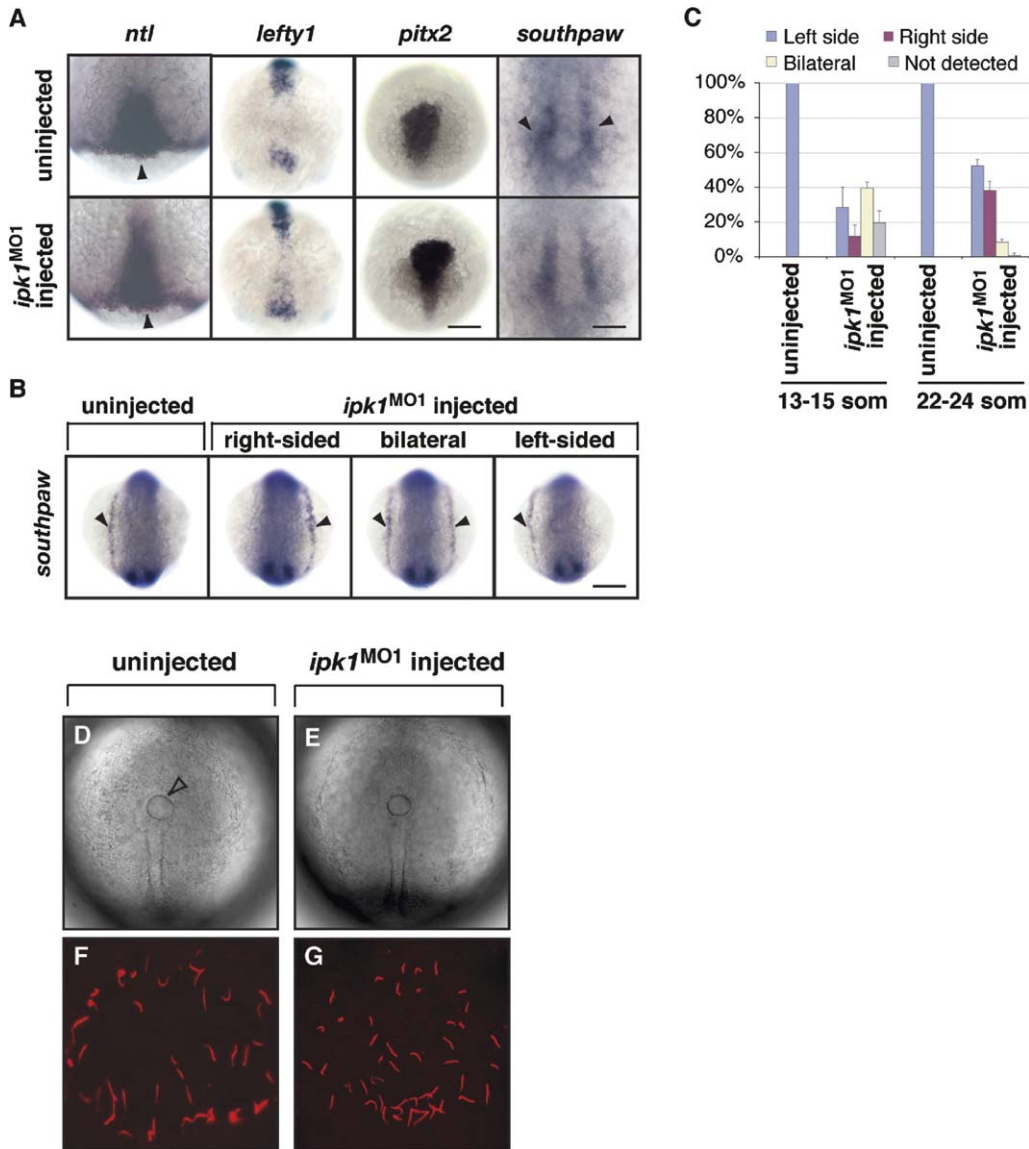 A
ntl lefty1 pitx2 southpaw
uninjected
ipk1MO1 injected
B
uninjected ipk1MO1 injected
right-sided bilateral left-sided
southpaw
C
Left side Right side
Bilateral Not detected
100%
80%
60%
40%
20%
0%
uninjected
ipk1MO1 injected
uninjected
ipk1MO1 injected
13-15 som 22-24 som
uninjected ipk1MO1 injected
D E
F G